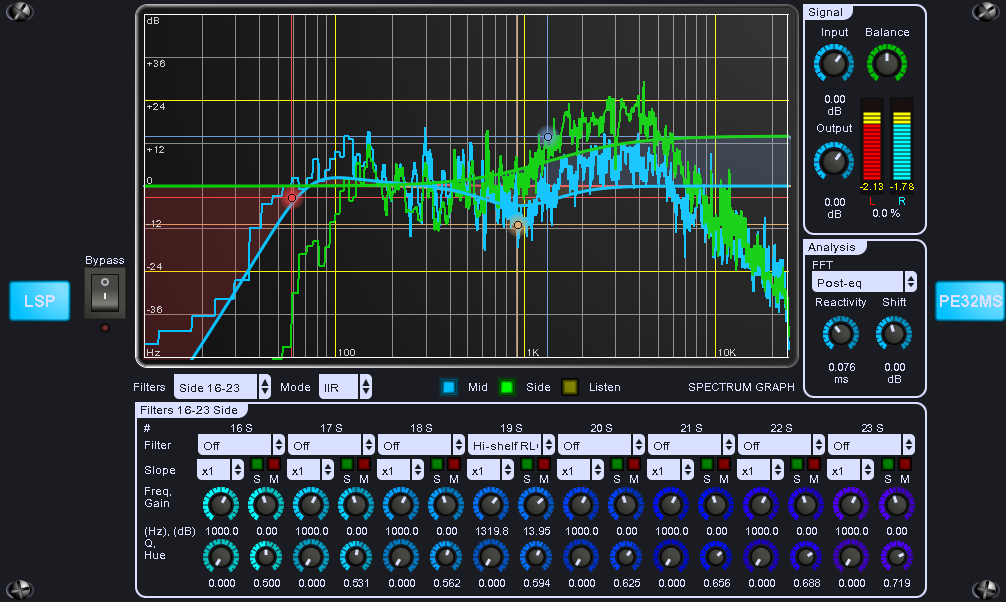 dB
+36
+24
+12
0
-12
-24
-36
Hz
100
1K
10K
Signal
Input Balance
0.00
dB
Output
0.00
dB
-2.13 -1.78
L R
0.0 %
Analysis
FFT
Post-eq
Reactivity Shift
0.076 0.00
ms dB
Bypass
LSP
PE32MS
Filters Side 16-23 Mode IIR Mid Side Listen SPECTRUM GRAPH
Filters 16-23 Side
# 16 S 17 S 18 S 19 S 20 S 21 S 22 S 23 S
Filter Off Off Off Hi-shelf RL Off Off Off Off
Slope x1 x1 x1 x1 x1 x1 x1 x1
S M S M S M S M S M S M S M S M
Freq,
Gain
(Hz), (dB) 1000.0 0.00 1000.0 0.00 1000.0 0.00 1319.8 13.95 1000.0 0.00 1000.0 0.00 1000.0 0.00 1000.0 0.00
Q,
Hue
0.000 0.500 0.000 0.531 0.000 0.562 0.000 0.594 0.000 0.625 0.000 0.656 0.000 0.688 0.000 0.719